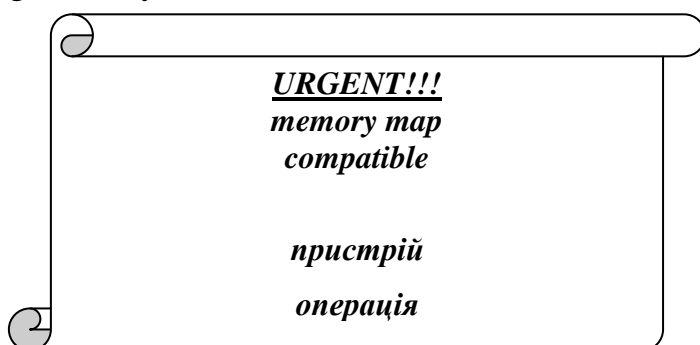 URGENT!!!
memory map
compatible
пристрій
операція